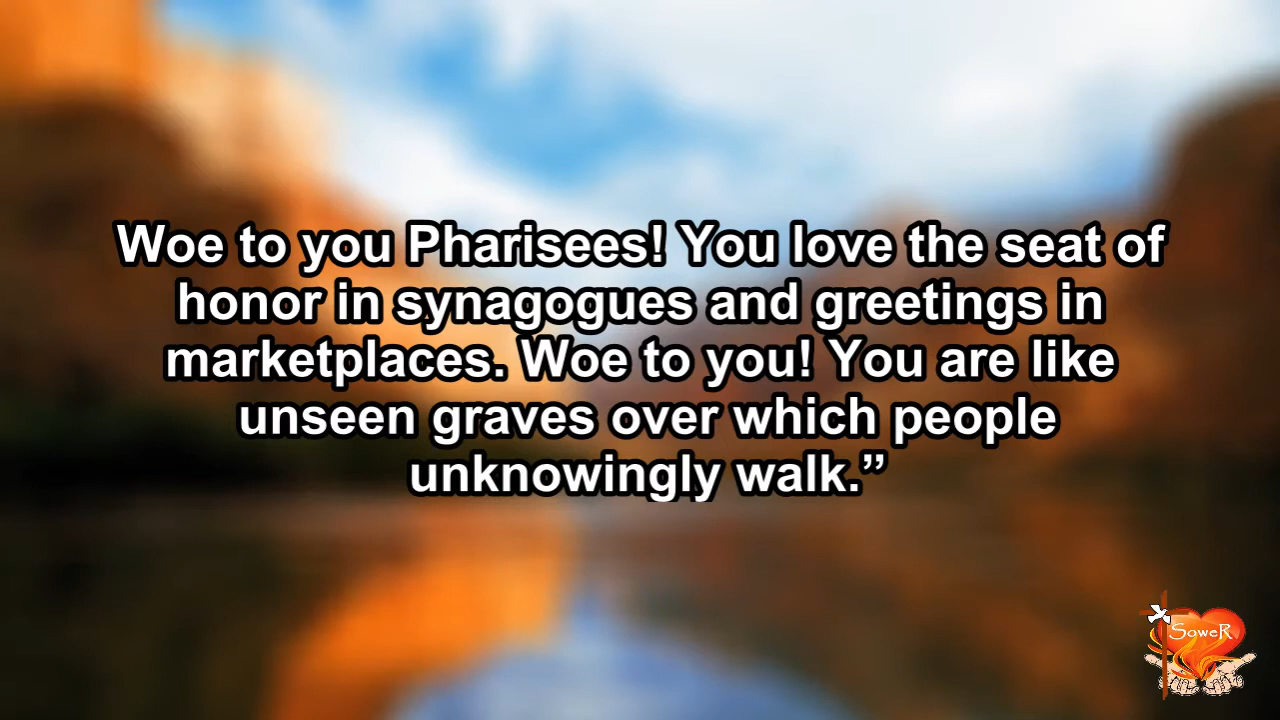 Woe to you Pharisees! You love the seat of
honor in synagogues and greetings in
marketplaces. Woe to you! You are like
unseen graves over which people
unknowingly walk.”
SoweR